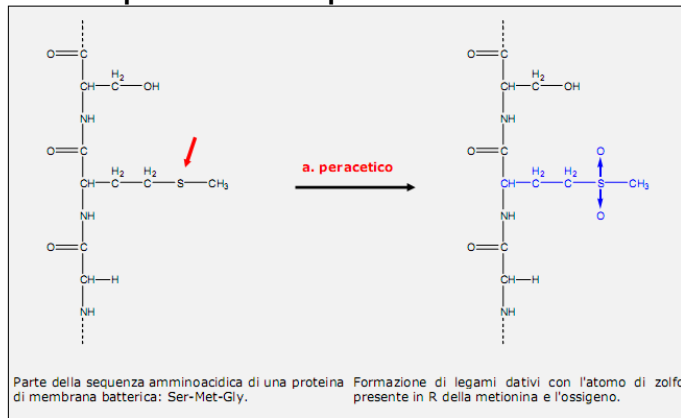 O
C
H2
CH
C
OH
NH
O
C
H2
H2
CH
C
C
S
CH3
NH
O
C
CH
H
NH
a. peracetico
O
C
H2
CH
C
OH
NH
O
O
C
H2
H2
CH
C
C
S
CH3
O
NH
O
C
CH
H
NH
Parte della sequenza amminoacidica di una proteina
di membrana batterica: Ser-Met-Gly.
Formazione di legami dativi con l'atomo di zolfo
presente in R della metionina e l'ossigeno.